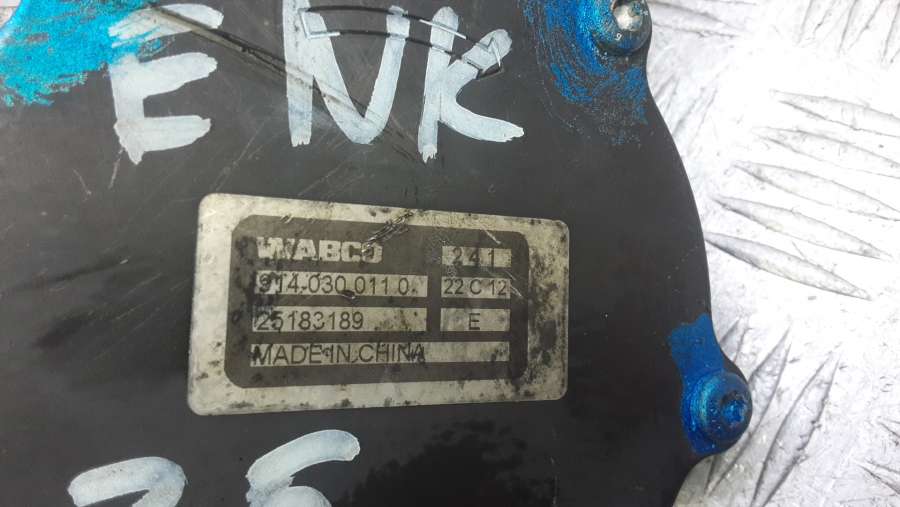 ENK
WABCO 241
914 030 011 0 22 C 12
25183189 E
MADE IN CHINA